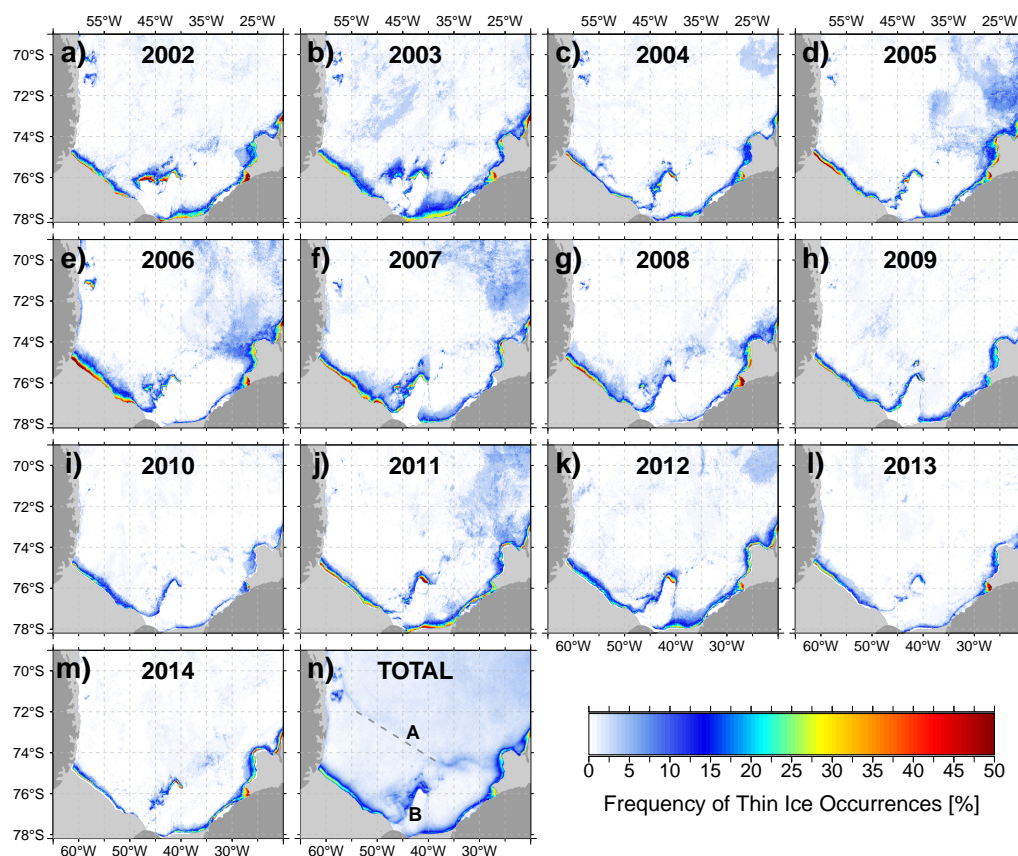 55°W 45°W 35°W 25°W 55°W 45°W 35°W 25°W 55°W 45°W 35°W 25°W 55°W 45°W 35°W 25°W
70°S a) 2002 b) 2003 c) 2004 d) 2005
72°S
74°S
76°S
78°S
70°S e) 2006 f) 2007 g) 2008 h) 2009
72°S
74°S
76°S
78°S
70°S i) 2010 j) 2011 k) 2012 l) 2013
72°S
74°S
76°S
78°S
60°W 50°W 40°W 30°W 60°W 50°W 40°W 30°W
70°S m) 2014 n) TOTAL
72°S
A
74°S
76°S
B
78°S
60°W 50°W 40°W 30°W 60°W 50°W 40°W 30°W
0 5 10 15 20 25 30 35 40 45 50
Frequency of Thin Ice Occurrences [%]